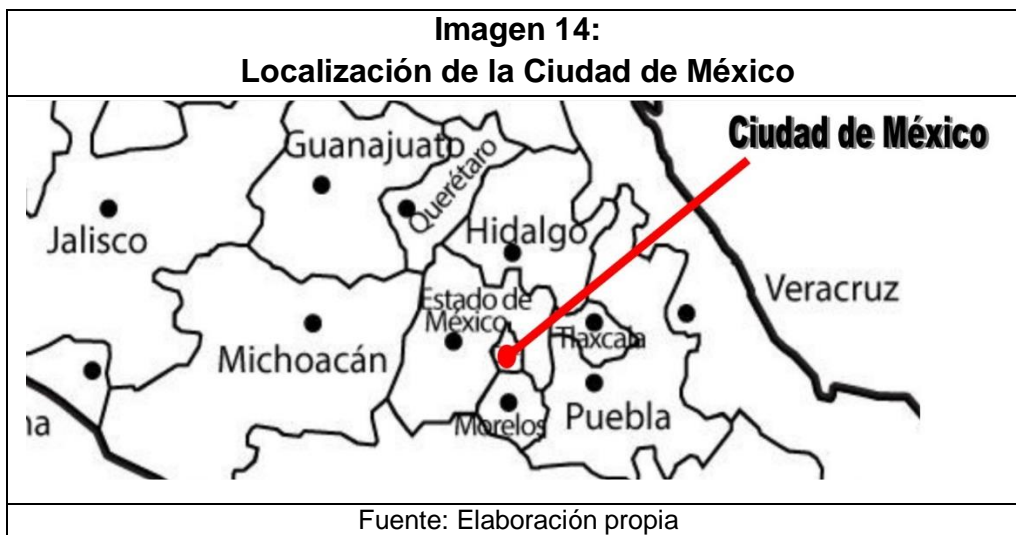 Imagen 14:
Localización de la Ciudad de México
Ciudad de México
Guanajuato
Querétaro
Jalisco
Hidalgo
Veracruz
Estado de
México
Tlaxcala
Michoacán
Morelos
Puebla
na
Fuente: Elaboración propia